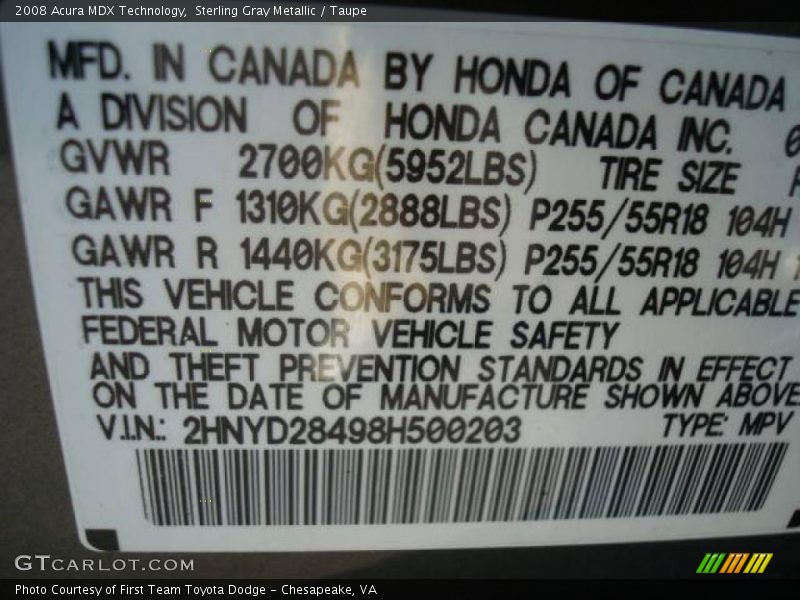 2008 Acura MDX Technology, Sterling Gray Metallic / Taupe
MFD. IN CANADA BY HONDA OF CANADA
A DIVISION OF HONDA CANADA INC. 0
GVWR 2700KG(5952LBS) TIRE SIZE
GAWR F 1310KG(2888LBS) P255/55R18 104H
GAWR R 1440KG(3175LBS) P255/55R18 104H
THIS VEHICLE CONFORMS TO ALL APPLICABLE
FEDERAL MOTOR VEHICLE SAFETY
AND THEFT PREVENTION STANDARDS IN EFFECT
ON THE DATE OF MANUFACTURE SHOWN ABOVE
V.I.N.: 2HNYD28498H500203 TYPE: MPV
GTCARLOT.COM
Photo Courtesy of First Team Toyota Dodge - Chesapeake, VA